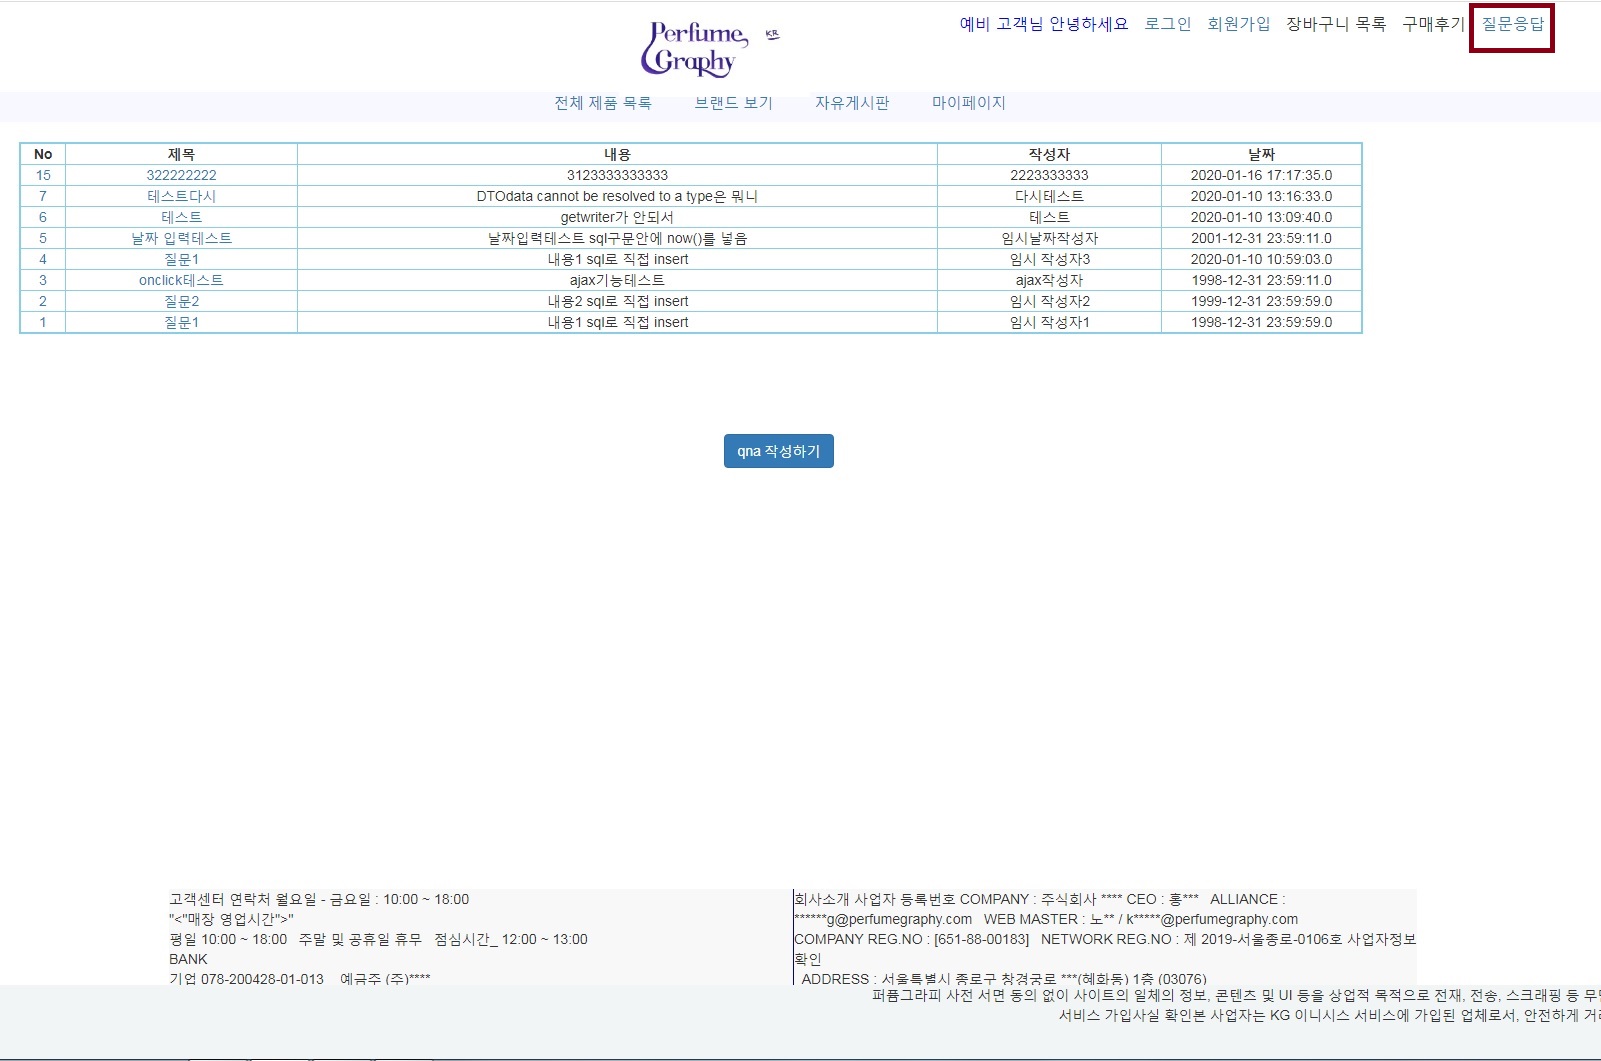 Perfume Graphy KR
예비 고객님 안녕하세요 로그인 회원가입 장바구니 목록 구매후기 질문응답
전체 제품 목록 브랜드 보기 자유게시판 마이페이지
No 제목 내용 작성자 날짜
15 322222222 3123333333333 2223333333 2020-01-16 17:17:35.0
7 테스트다시 DTOdata cannot be resolved to a type은 뭐니 다시테스트 2020-01-10 13:16:33.0
6 테스트 getwriter가 안되서 테스트 2020-01-10 13:09:40.0
5 날짜 입력테스트 날짜입력테스트 sql구문안에 now()를 넣음 임시날짜작성자 2001-12-31 23:59:11.0
4 질문1 내용1 sql로 직접 insert 임시 작성자3 2020-01-10 10:59:03.0
3 onclick테스트 ajax기능테스트 ajax작성자 1998-12-31 23:59:11.0
2 질문2 내용2 sql로 직접 insert 임시 작성자2 1999-12-31 23:59:59.0
1 질문1 내용1 sql로 직접 insert 임시 작성자1 1998-12-31 23:59:59.0
qna 작성하기
고객센터 연락처 월요일 - 금요일 : 10:00 ~ 18:00
"<"매장 영업시간">"
평일 10:00 ~ 18:00 주말 및 공휴일 휴무 점심시간_ 12:00 ~ 13:00
BANK
기업 078-200428-01-013 예금주 (주)****
회사소개 사업자 등록번호 COMPANY : 주식회사 **** CEO : 홍*** ALLIANCE :
******g@perfumegraphy.com WEB MASTER : 노** / k*****@perfumegraphy.com
COMPANY REG.NO : [651-88-00183] NETWORK REG.NO : 제 2019-서울종로-0106호 사업자정보
확인
ADDRESS : 서울특별시 종로구 창경궁로 ***(혜화동) 1층 (03076)
퍼퓸그라피 사전 서면 동의 없이 사이트의 일체의 정보, 콘텐츠 및 UI 등을 상업적 목적으로 전재, 전송, 스크래핑 등
서비스 가입사실 확인본 사업자는 KG 이니시스 서비스에 가입된 업체로서, 안전하게